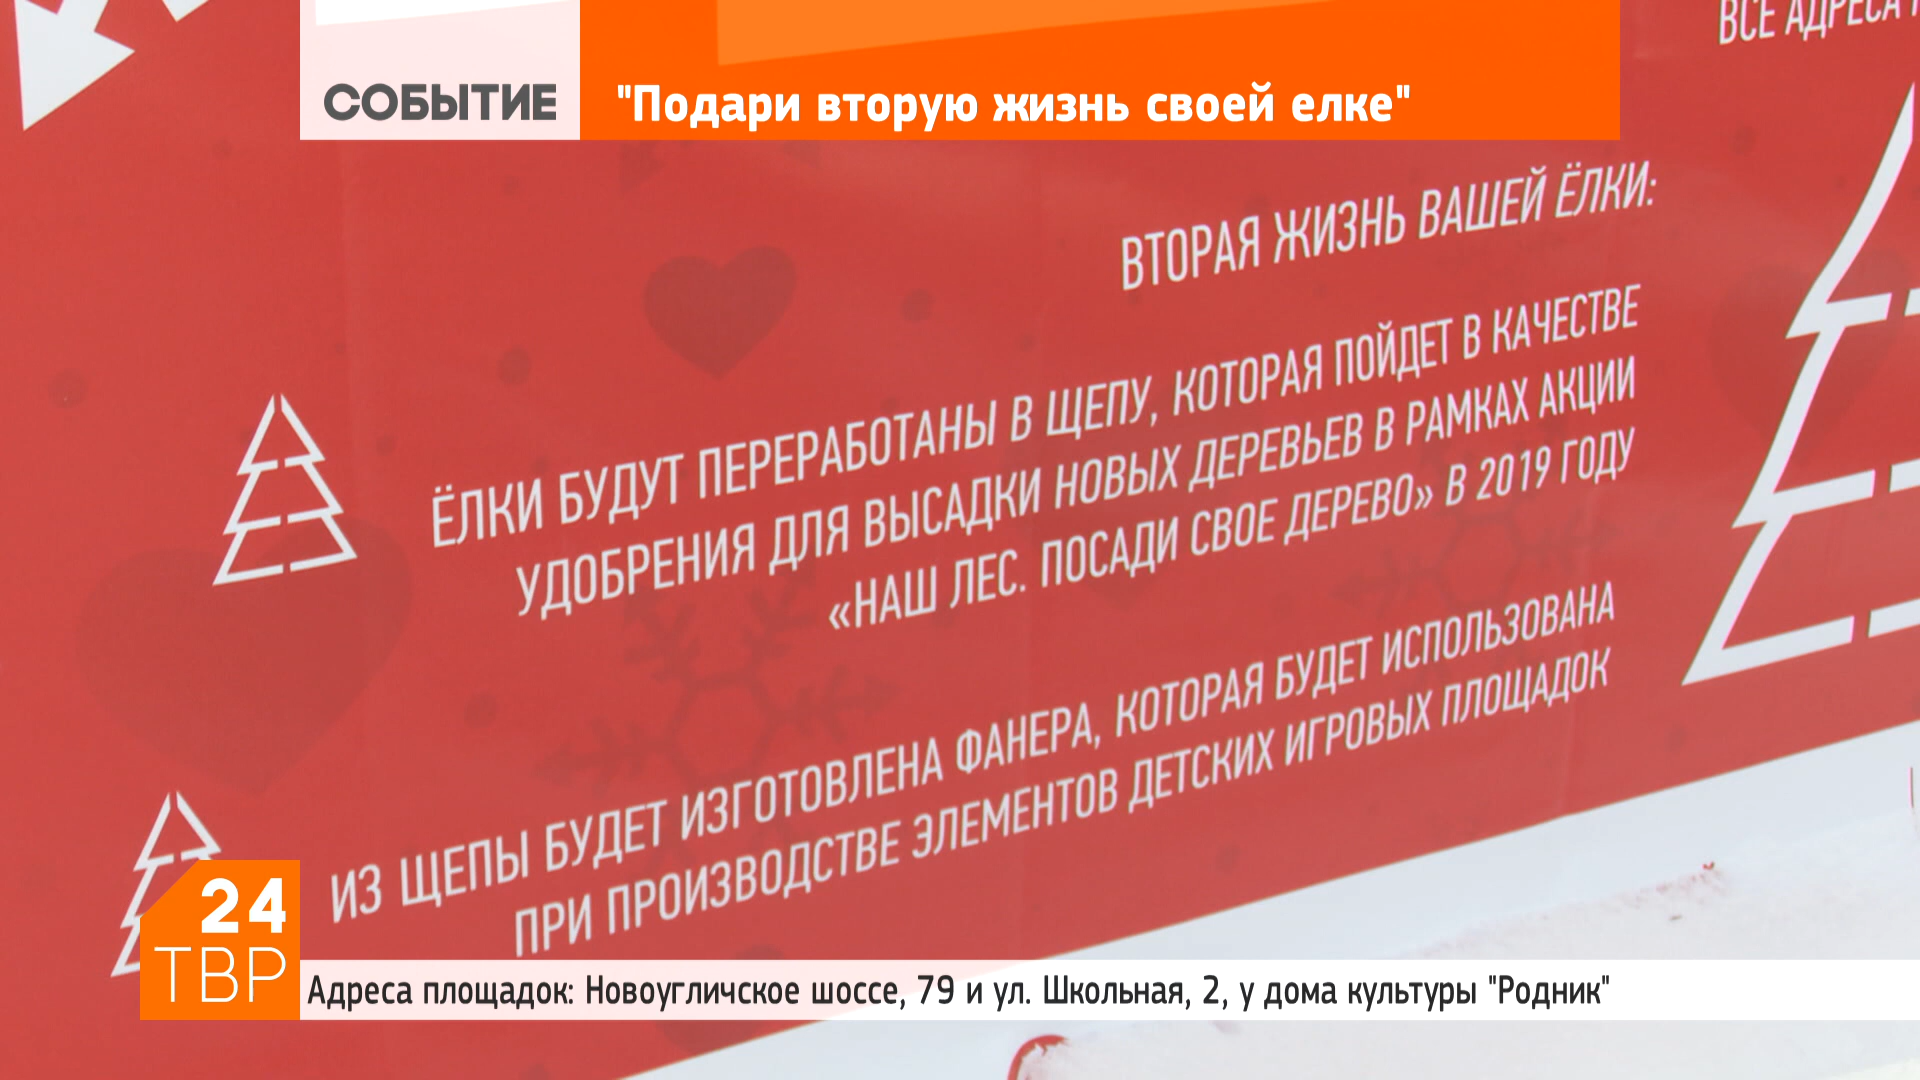 ВСЕ АДРЕСА
СОБЫТИЕ
"Подари вторую жизнь своей елке"
ВТОРАЯ ЖИЗНЬ ВАШЕЙ ЁЛКИ:
ЁЛКИ БУДУТ ПЕРЕРАБОТАНЫ В ЩЕПУ, КОТОРАЯ ПОЙДЕТ В КАЧЕСТВЕ
УДОБРЕНИЯ ДЛЯ ВЫСАДКИ НОВЫХ ДЕРЕВЬЕВ В РАМКАХ АКЦИИ
«НАШ ЛЕС. ПОСАДИ СВОЕ ДЕРЕВО» В 2019 ГОДУ
ИЗ ЩЕПЫ БУДЕТ ИЗГОТОВЛЕНА ФАНЕРА, КОТОРАЯ БУДЕТ ИСПОЛЬЗОВАНА
ПРИ ПРОИЗВОДСТВЕ ЭЛЕМЕНТОВ ДЕТСКИХ ИГРОВЫХ ПЛОЩАДОК
24
ТВР
Адреса площадок: Новоугличское шоссе, 79 и ул. Школьная, 2, у дома культуры "Родник"